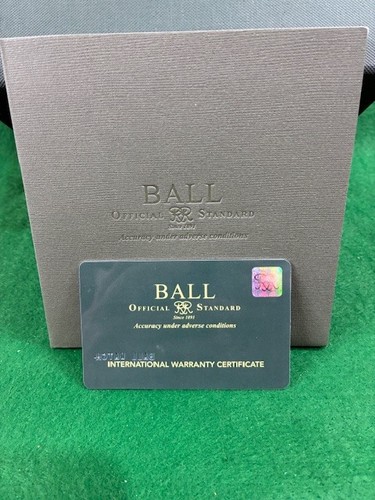 BALL
OFFICIAL RR STANDARD
Since 1891
Accuracy under adverse conditions
BALL
OFFICIAL RR STANDARD
Since 1891
Accuracy under adverse conditions
INTERNATIONAL WARRANTY CERTIFICATE